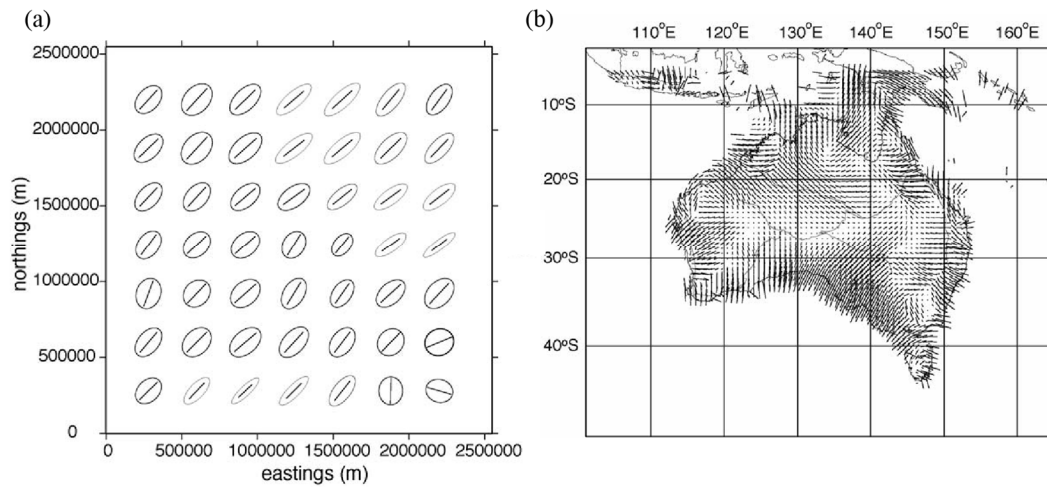 (a)
(b)
110°E 120°E 130°E 140°E 150°E 160°E
2500000
2000000
1500000
1000000
500000
0
northings (m)
0 500000 1000000 1500000 2000000 2500000
eastings (m)
10°S
20°S
30°S
40°S